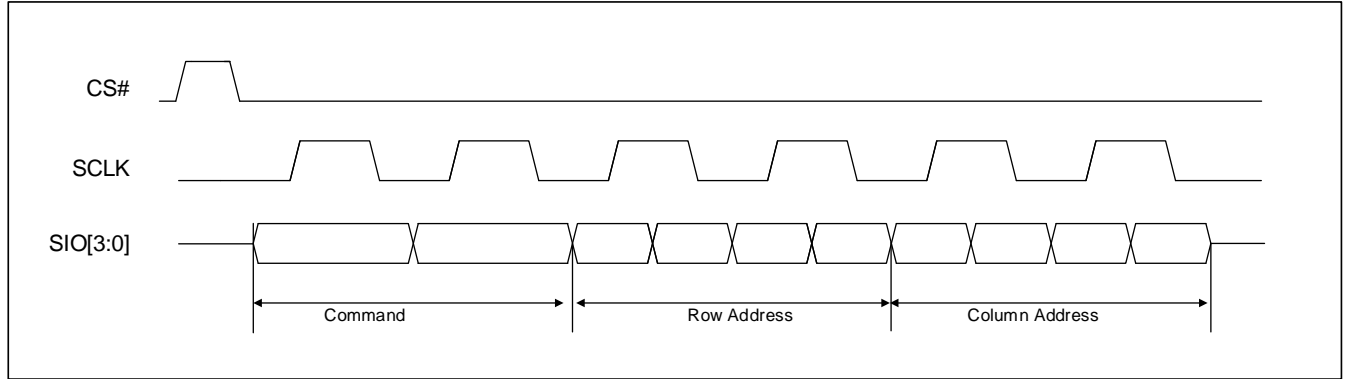 CS#
SCLK
SIO[3:0]
Command
Row Address
Column Address